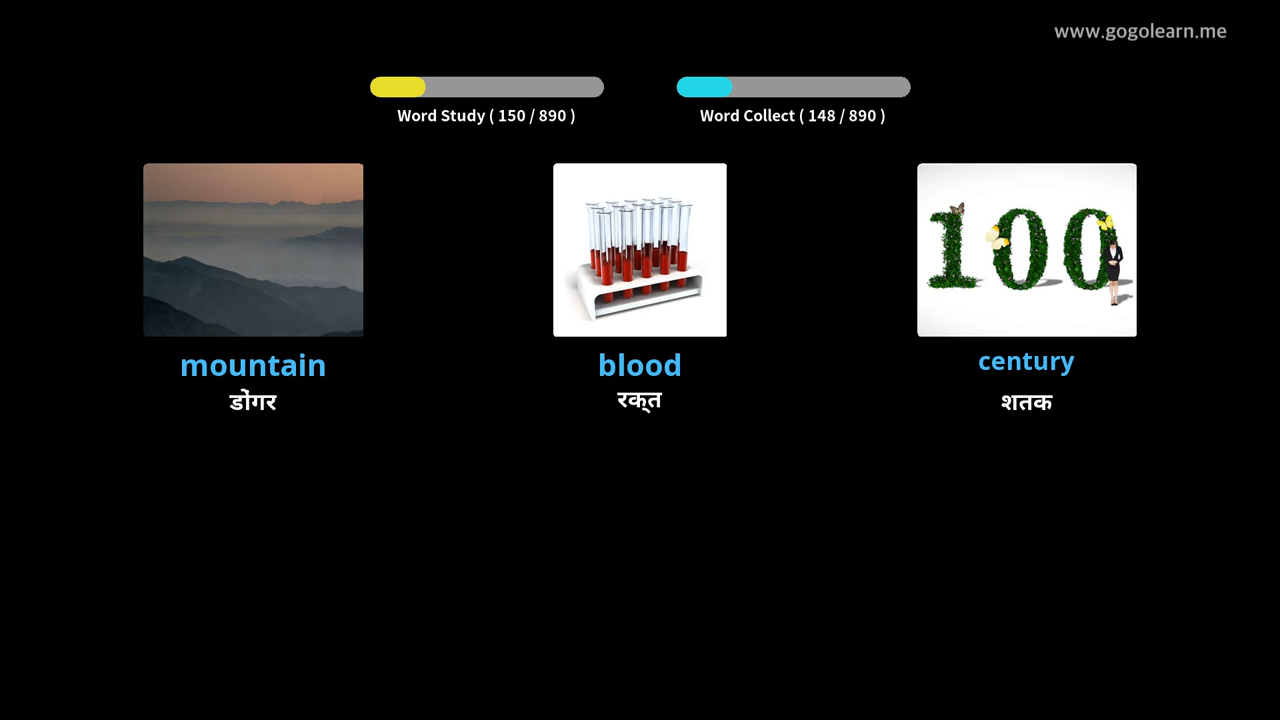 www.gogolearn.me
Word Study ( 150 / 890 )
Word Collect ( 148 / 890 )
100
mountain
डोंगर
blood
रक्त
century
शतक